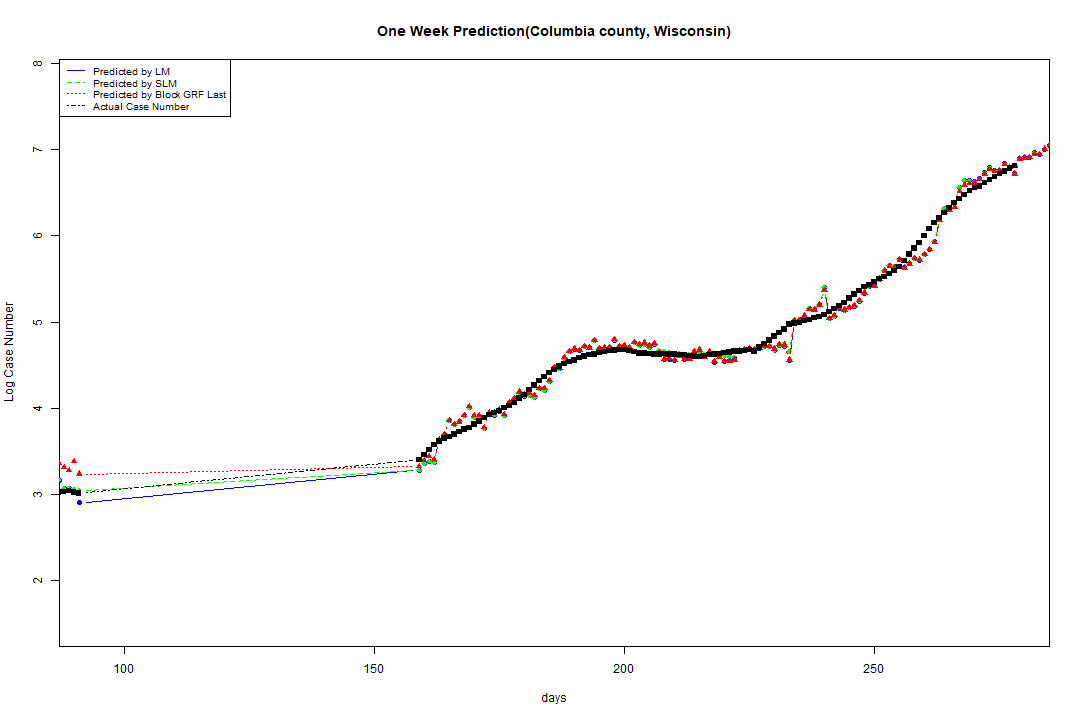 One Week Prediction(Columbia county, Wisconsin)
Predicted by LM
Predicted by SLM
Predicted by Block GRF Last
Actual Case Number
8
7
6
5
4
3
2
Log Case Number
100 150 200 250
days